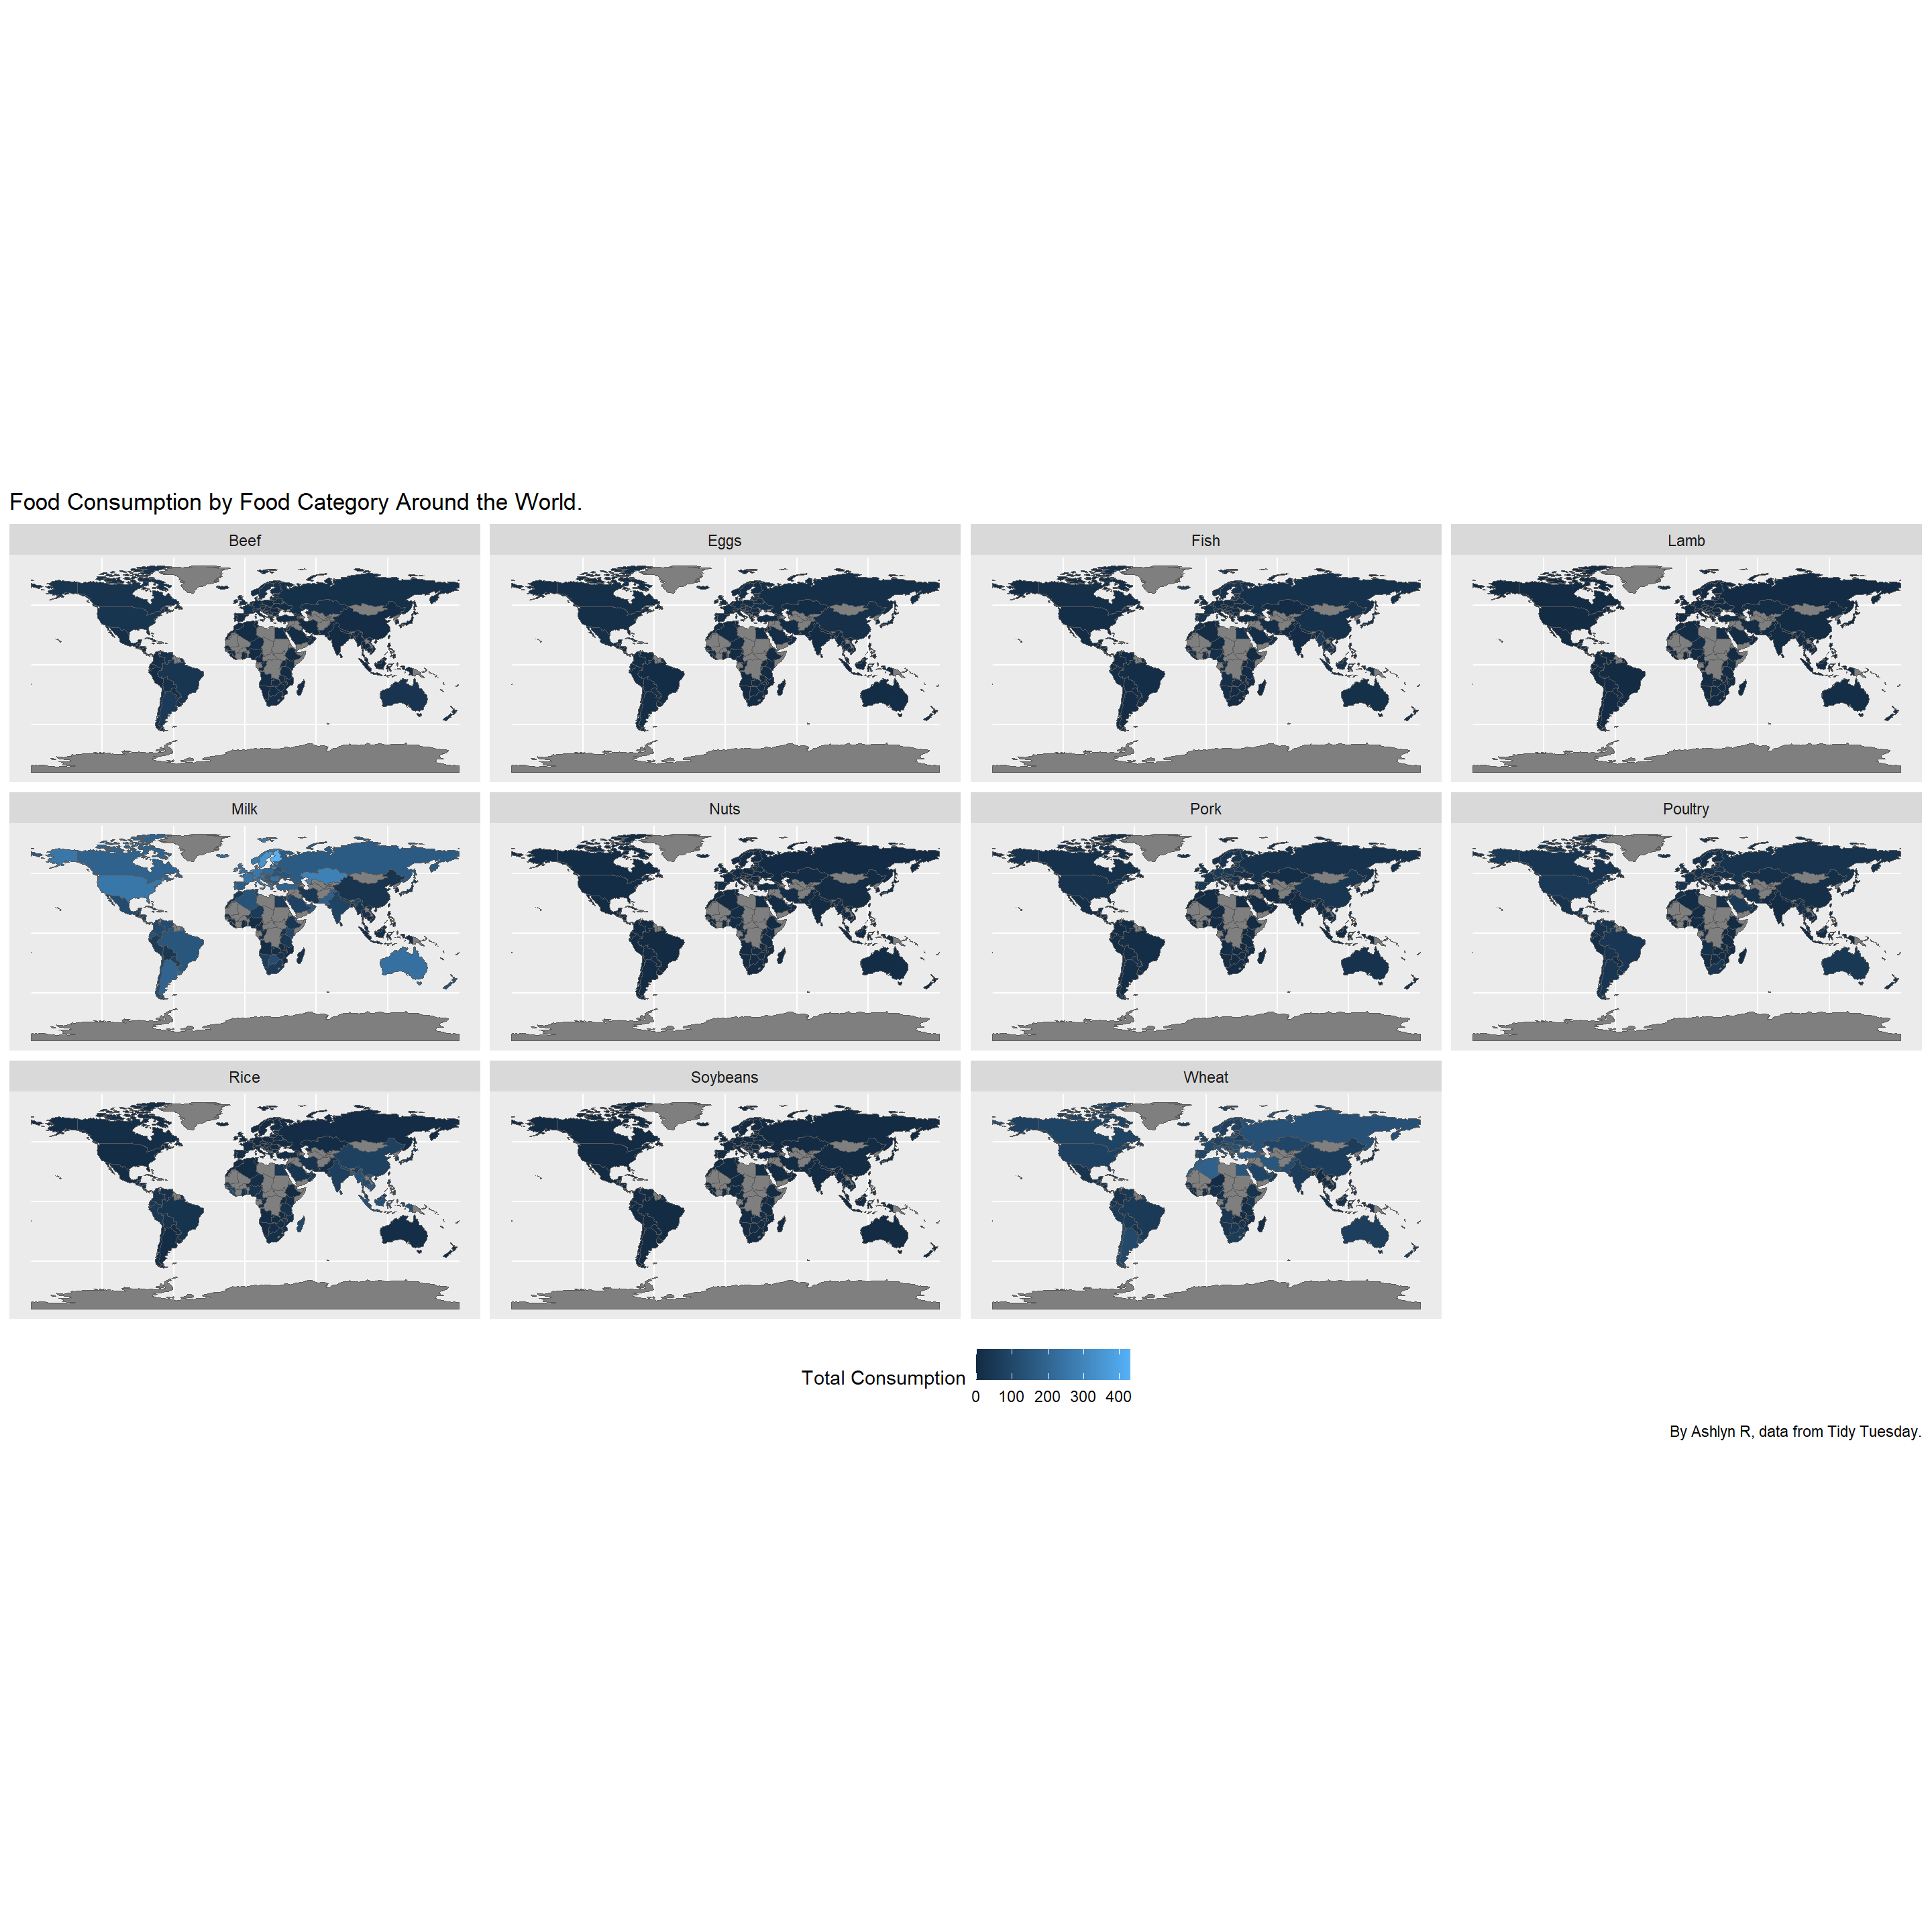 Food Consumption by Food Category Around the World.
Beef
Eggs
Fish
Lamb
Milk
Nuts
Pork
Poultry
Rice
Soybeans
Wheat
Total Consumption
0 100 200 300 400
By Ashlyn R, data from Tidy Tuesday.